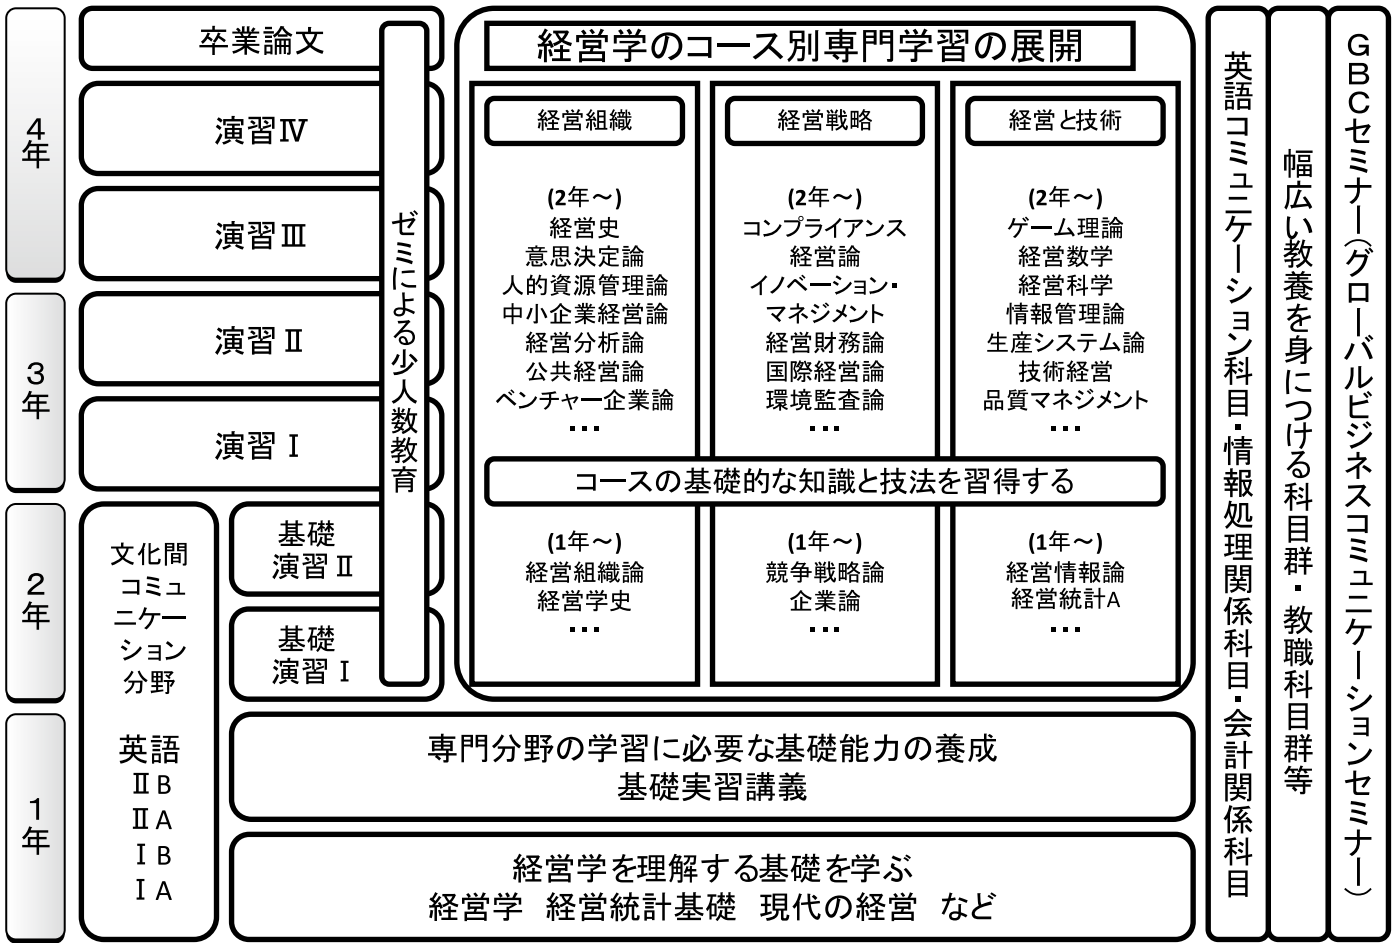 4年
3年
2年
1年
卒業論文
演習Ⅳ
演習Ⅲ
演習Ⅱ
演習Ⅰ
基礎
演習Ⅱ
基礎
演習Ⅰ
ゼミによる少人数教育
文化間
コミュ
ニケー
ション
分野
英語
ⅡB
ⅡA
ⅠB
ⅠA
経営学のコース別専門学習の展開
経営組織
(2年～)
経営史
意思決定論
人的資源管理論
中小企業経営論
経営分析論
公共経営論
ベンチャー企業論
…
経営戦略
(2年～)
コンプライアンス
経営論
イノベーション・
マネジメント
経営財務論
国際経営論
環境監査論
…
経営と技術
(2年～)
ゲーム理論
経営数学
経営科学
情報管理論
生産システム論
技術経営
品質マネジメント
…
コースの基礎的な知識と技法を習得する
(1年～)
経営組織論
経営学史
…
(1年～)
競争戦略論
企業論
…
(1年～)
経営情報論
経営統計A
…
専門分野の学習に必要な基礎能力の養成
基礎実習講義
経営学を理解する基礎を学ぶ
経営学　経営統計基礎　現代の経営　など
英語コミュニケーション科目・情報処理関係科目・会計関係科目
幅広い教養を身につける科目群・教職科目群等
GBCセミナー(グローバルビジネスコミュニケーションセミナー)